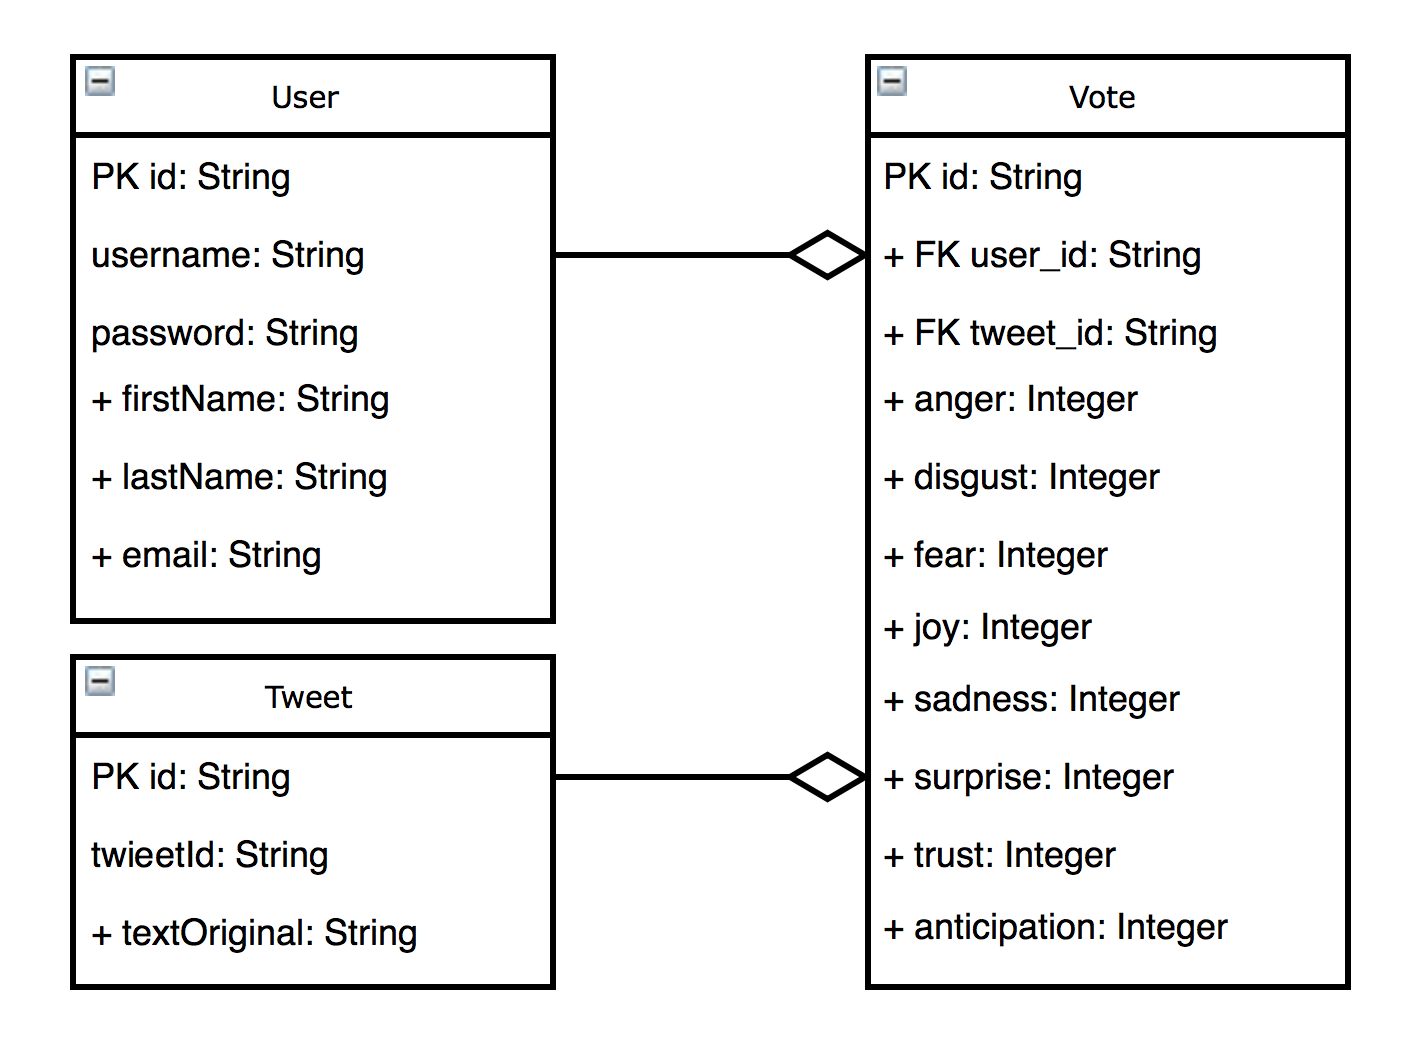 User
PK id: String
username: String
password: String
+ firstName: String
+ lastName: String
+ email: String
Tweet
PK id: String
twieetId: String
+ textOriginal: String
Vote
PK id: String
+ FK user_id: String
+ FK tweet_id: String
+ anger: Integer
+ disgust: Integer
+ fear: Integer
+ joy: Integer
+ sadness: Integer
+ surprise: Integer
+ trust: Integer
+ anticipation: Integer